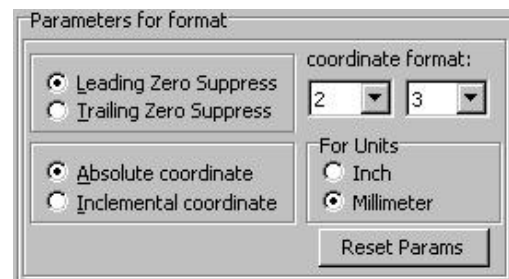 Parameters for format
coordinate format:
Leading Zero Suppress
Trailing Zero Suppress
2 3
For Units
Absolute coordinate
Inclemental coordinate
Inch
Millimeter
Reset Params